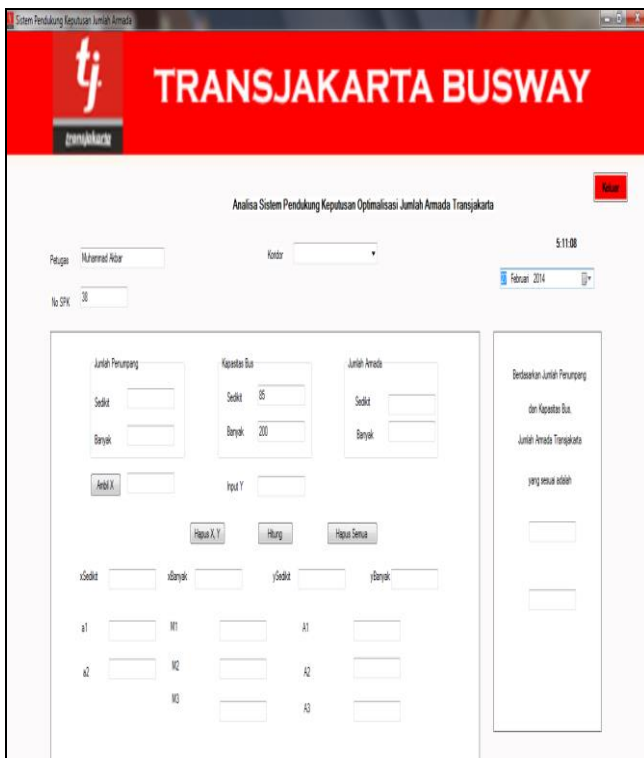 Sistem Pendukung Keputusan Jumlah Armada
tj
transjakarta
TRANSJAKARTA BUSWAY
Keluar
Analisa Sistem Pendukung Keputusan Optimalisasi Jumlah Armada Transjakarta
5:11:08
Petugas Muhammad Akbar Koridor
Februari 2014
No SPK 38
Jumlah Penumpang Kapasitas Bus Jumlah Armada
Sedikit Sedikit 85 Sedikit
Banyak Banyak 200 Banyak
Ambil X Input Y
Hapus X, Y Hitung Hapus Semua
xSedikit xBanyak ySedikit yBanyak
a1 M1 A1
a2 M2 A2
M3 A3
Berdasarkan Jumlah Penumpang
dan Kapasitas Bus,
Jumlah Armada Transjakarta
yang sesuai adalah